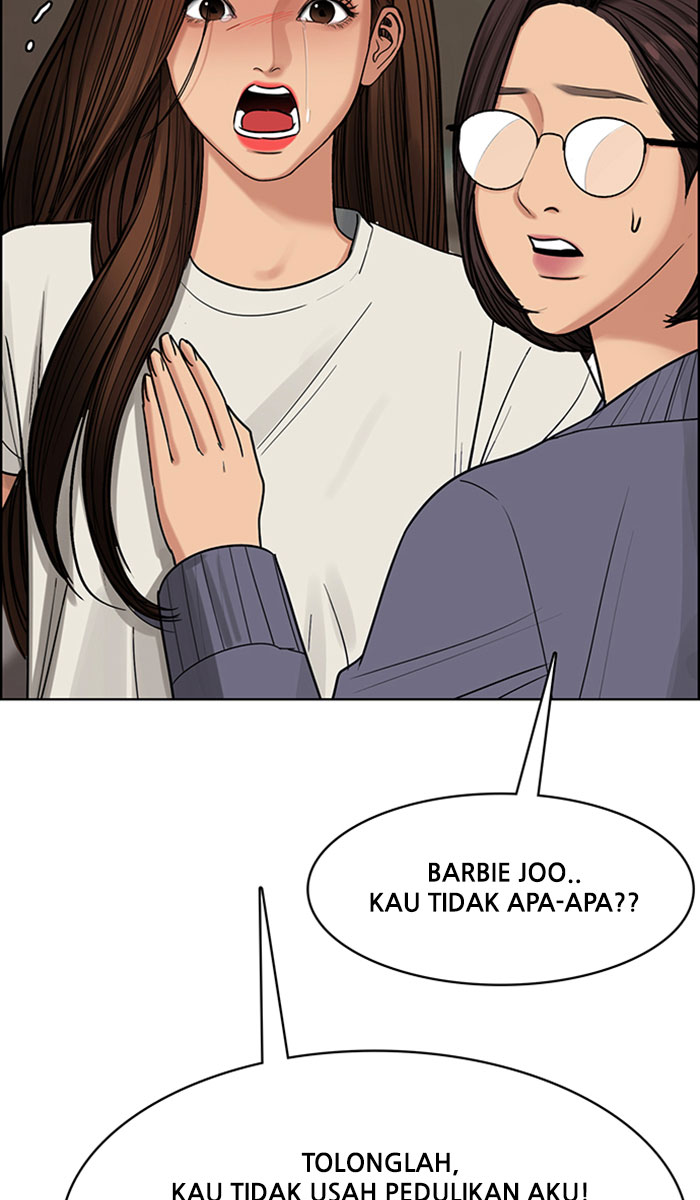 BARBIE JOO..
KAU TIDAK APA-APA??
TOLONGLAH,
KAU TIDAK USAH PEDULIKAN AKU!